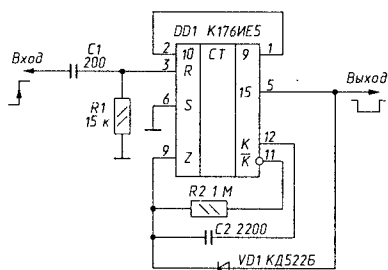 DD1 К176ИЕ5
C1
200
Вход
2
10
CT
9
1
3
R
15
5
Выход
R1
15 к
6
S
К
12
K
11
9
Z
R2 1 М
C2 2200
VD1 КД522Б